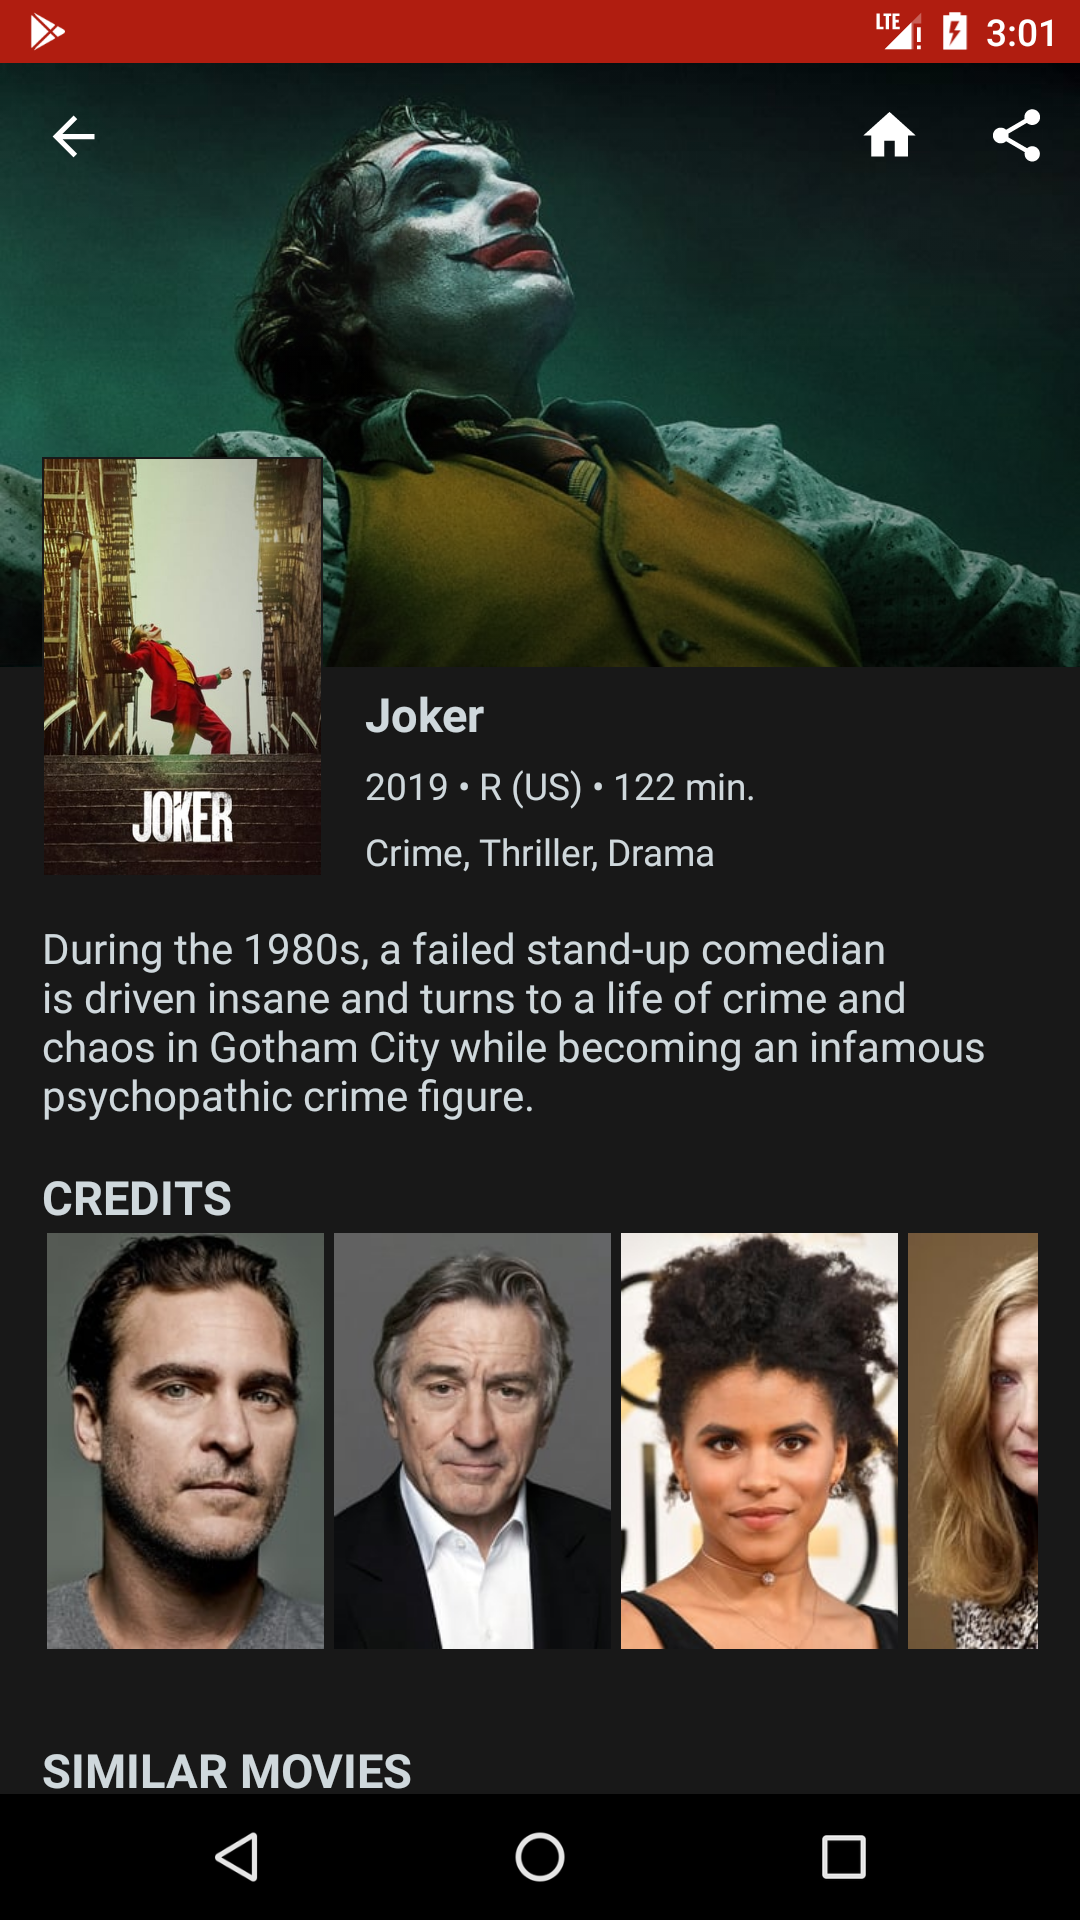 LTE 3:01
JOKER
Joker
2019 • R (US) • 122 min.
Crime, Thriller, Drama
During the 1980s, a failed stand-up comedian
is driven insane and turns to a life of crime and
chaos in Gotham City while becoming an infamous
psychopathic crime figure.
CREDITS
SIMILAR MOVIES